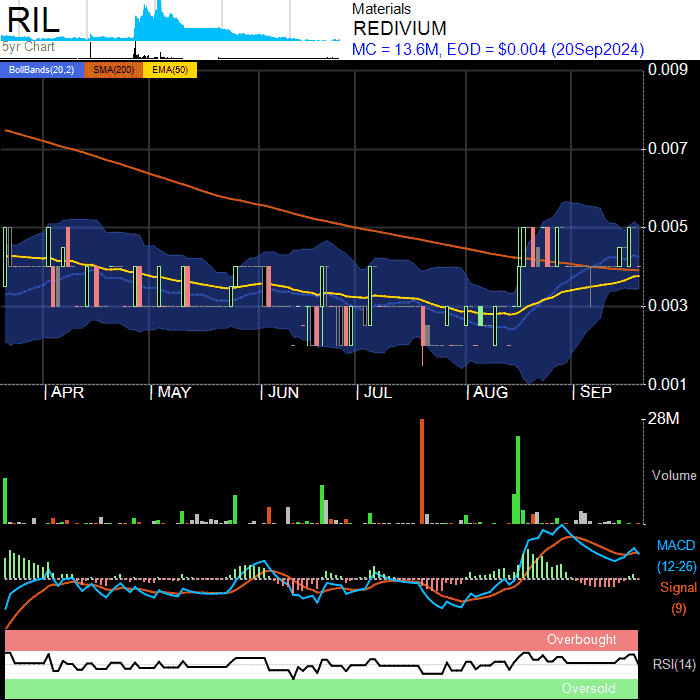 RIL
5yr Chart
Materials
REDIVIUM
MC = 13.6M, EOD = $0.004 (20Sep2024)
BollBands(20,2) SMA(200) EMA(50)
0.009
0.007
0.005
0.003
0.001
APR MAY JUN JUL AUG SEP
28M
Volume
MACD
(12-26)
Signal
(9)
Overbought
RSI(14)
Oversold